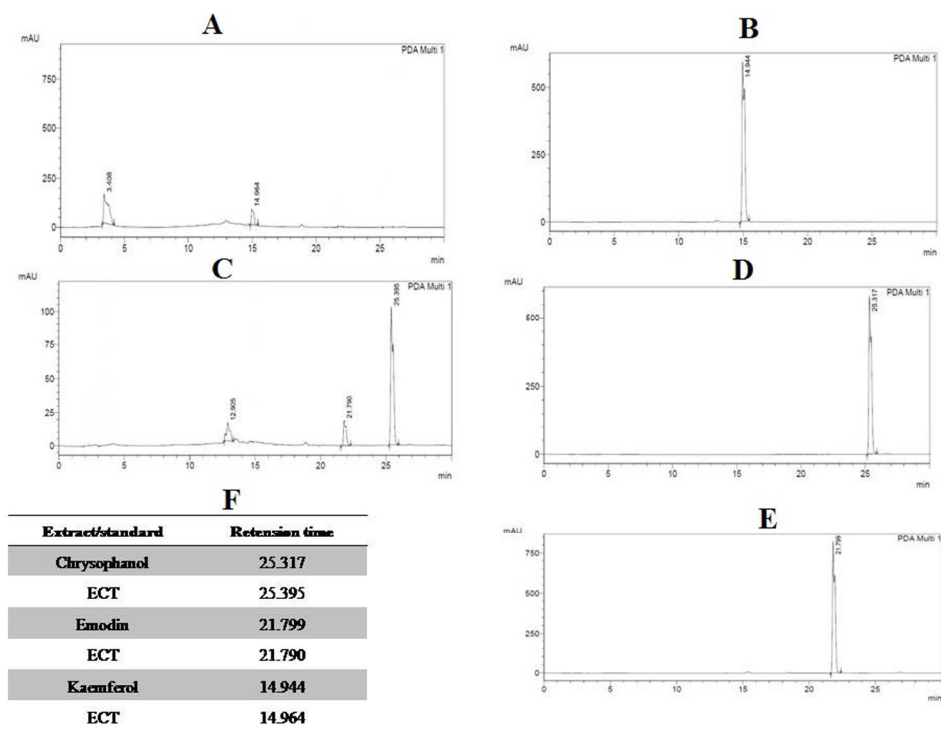 A
mAU
PDA Multi 1
750
500
250
0
3.408
14.964
0 5 10 15 20 25
min
B
mAU
PDA Multi 1
500
250
0
14.944
0 5 10 15 20 25
min
C
mAU
PDA Multi 1
100
75
50
25
0
12.905
21.790
25.395
0 5 10 15 20 25
min
D
mAU
PDA Multi 1
500
250
0
25.317
0 5 10 15 20 25
min
E
mAU
PDA Multi 1
750
500
250
0
21.799
0 5 10 15 20 25
min
F
Extract/standard Retension time
Chrysophanol 25.317
ECT 25.395
Emodin 21.799
ECT 21.790
Kaemferol 14.944
ECT 14.964